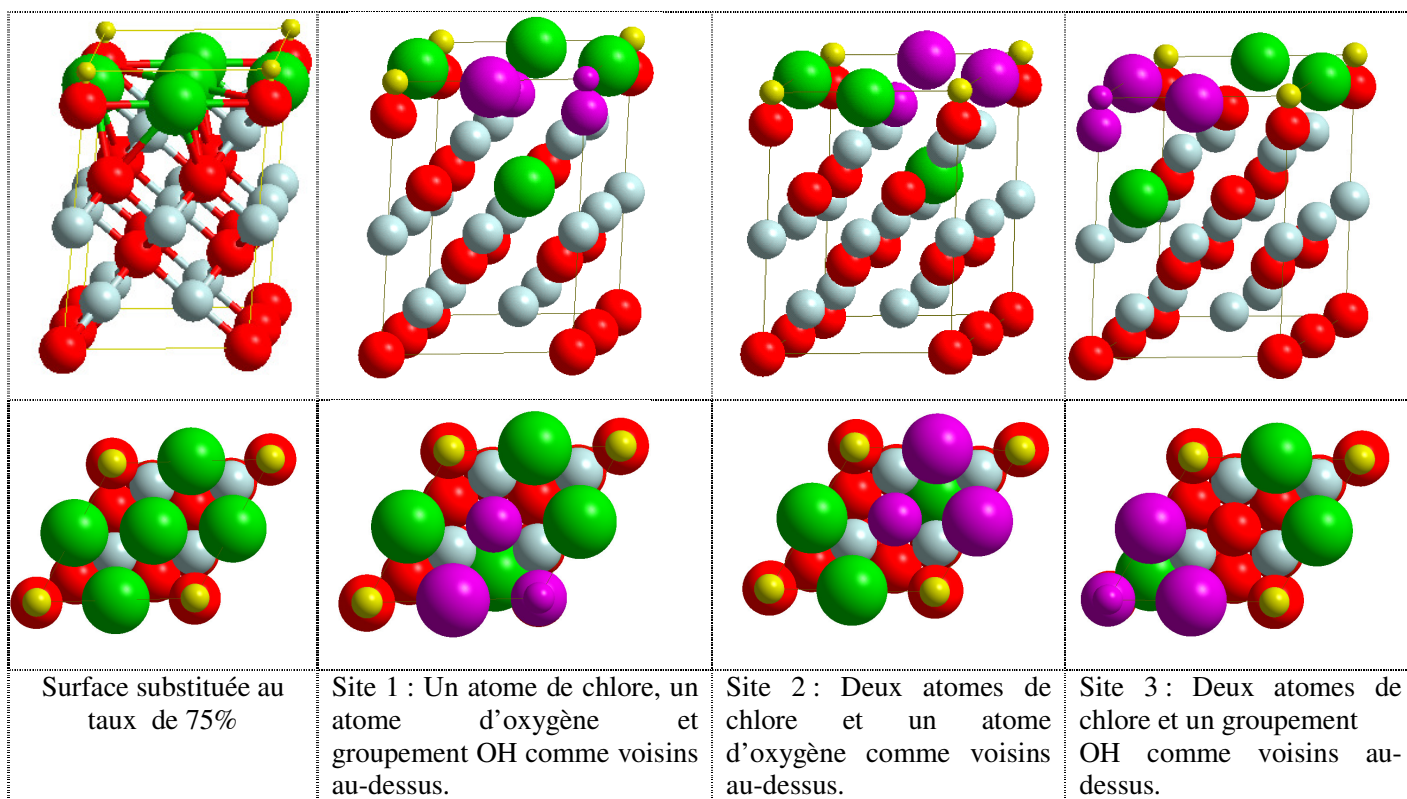 Surface substituée au
taux de 75%
Site 1 : Un atome de chlore, un
atome d'oxygène et
groupement OH comme voisins
au-dessus.
Site 2 : Deux atomes de
chlore et un atome
d'oxygène comme voisins
au-dessus.
Site 3 : Deux atomes de
chlore et un groupement
OH comme voisins au-
dessus.